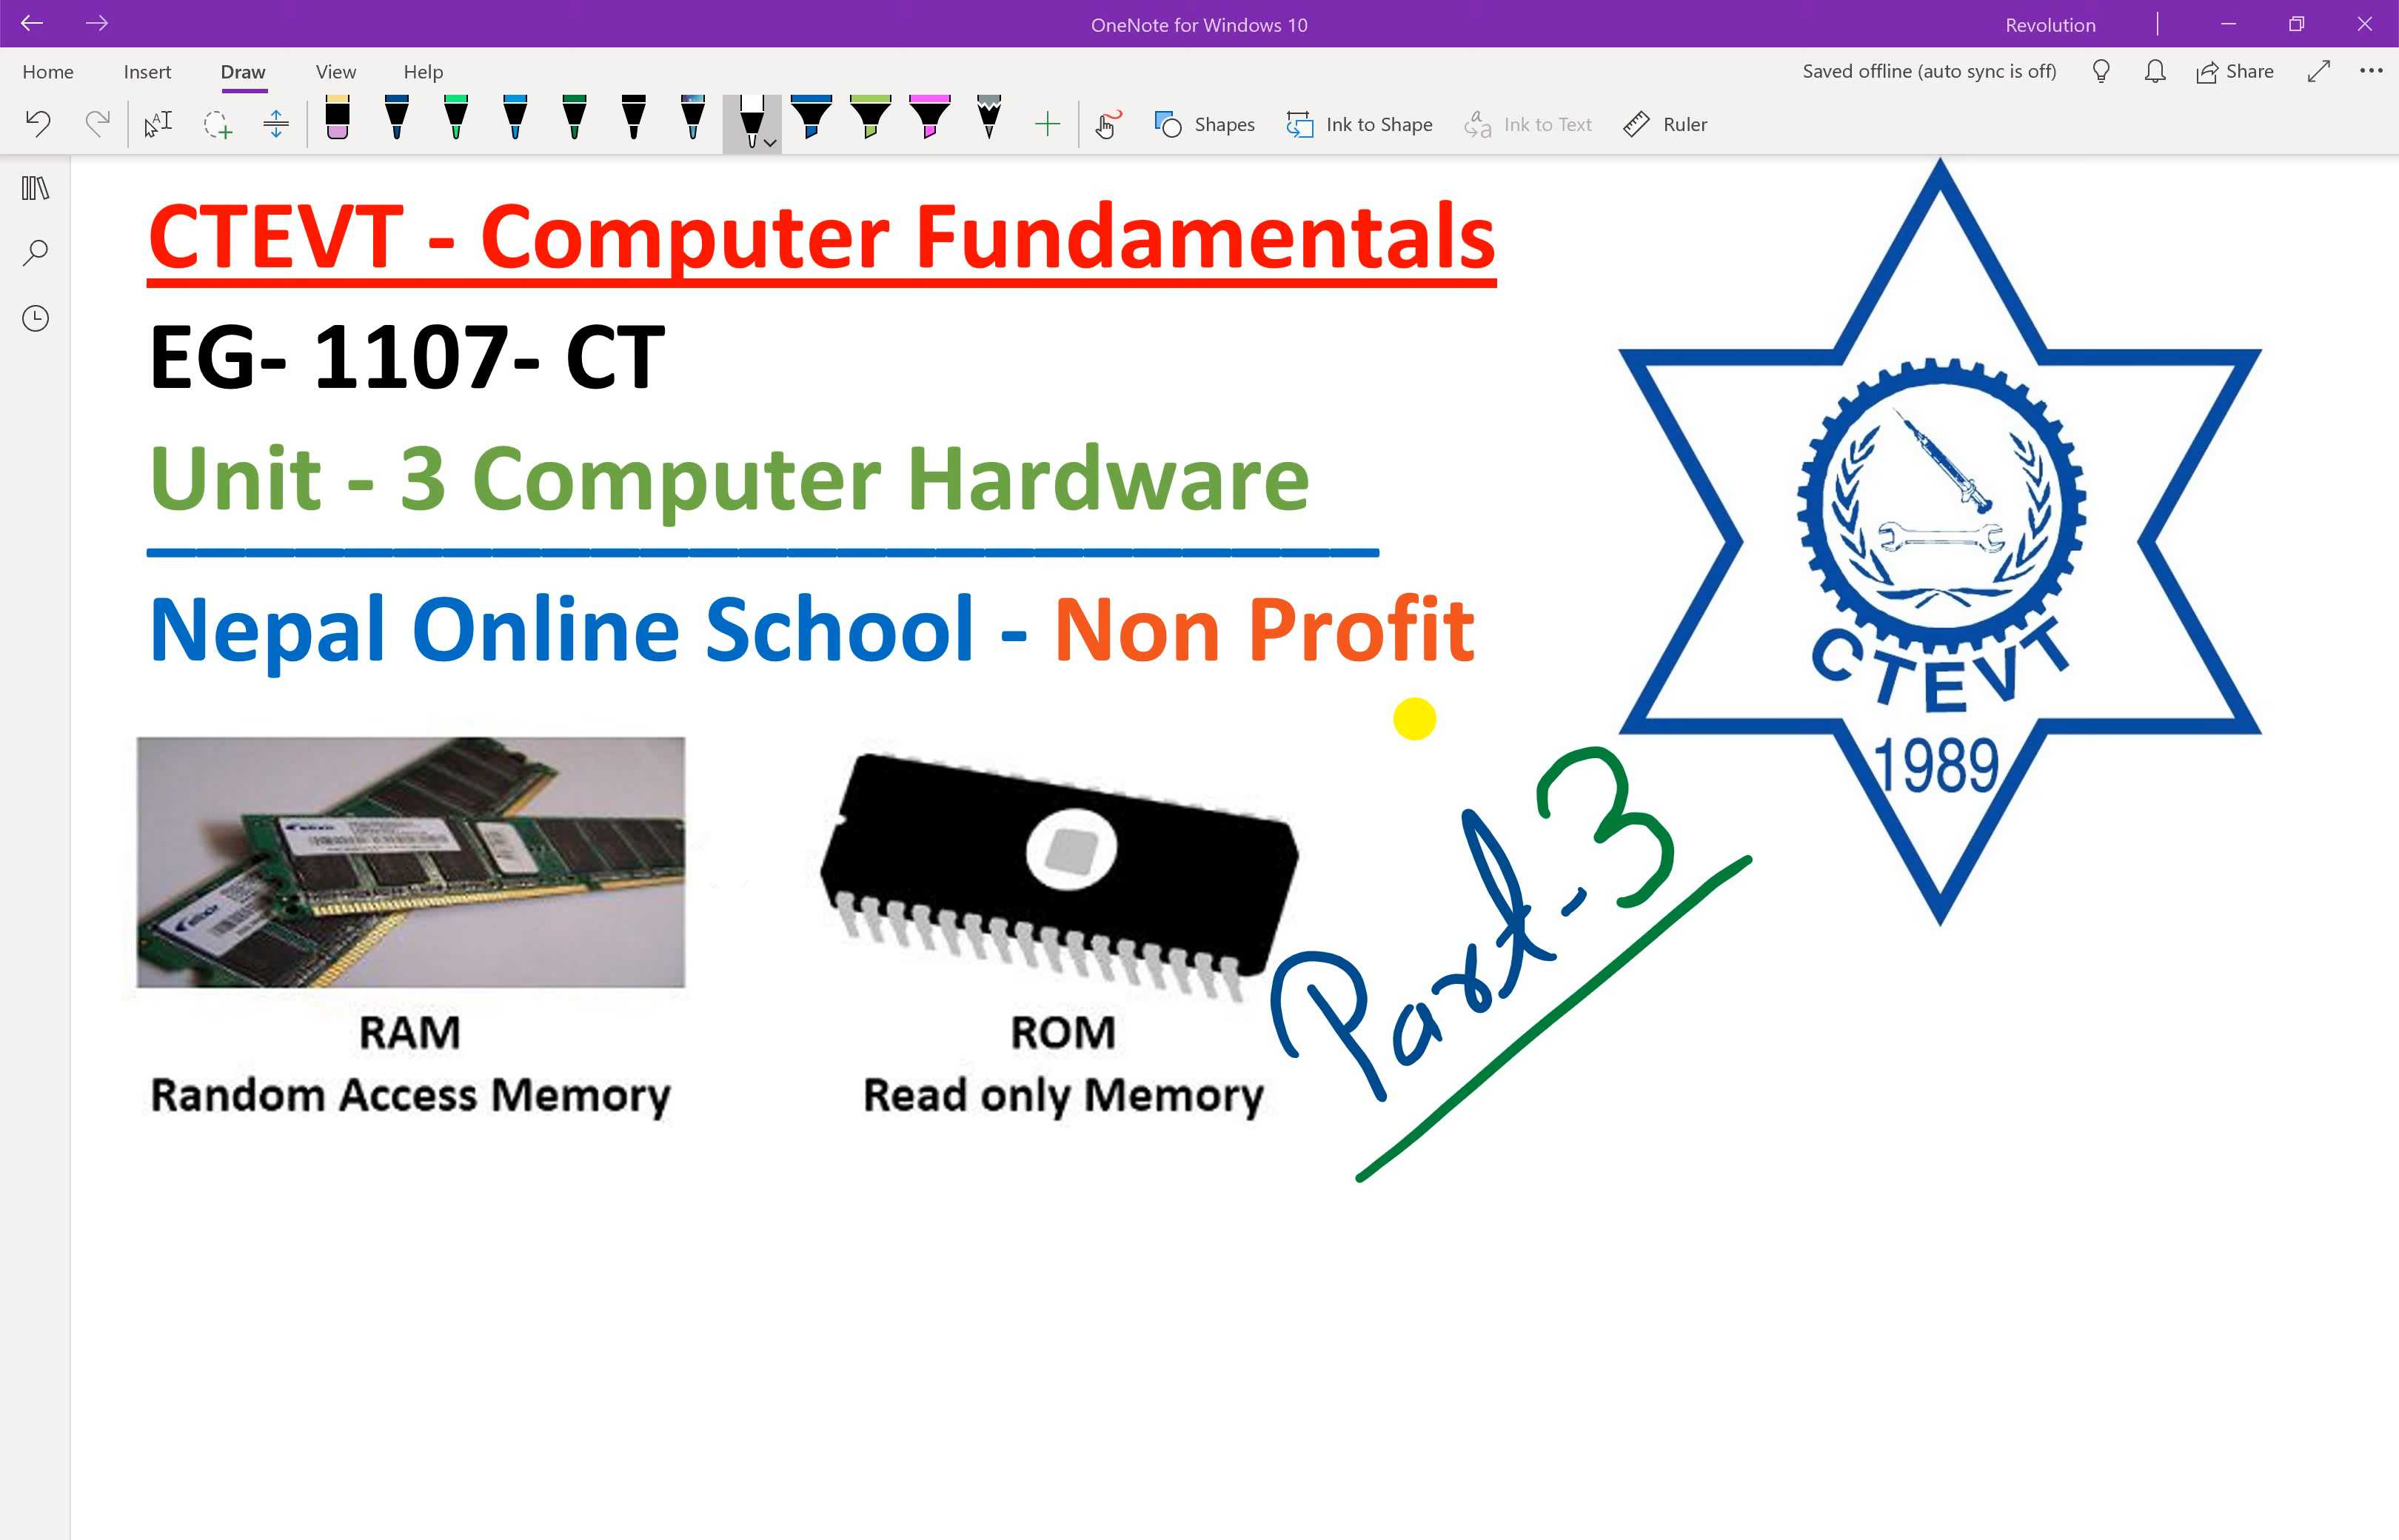 OneNote for Windows 10
Revolution
Home Insert Draw View Help
Saved offline (auto sync is off) Share
Shapes Ink to Shape Ink to Text Ruler
CTEVT - Computer Fundamentals
EG- 1107- CT
Unit - 3 Computer Hardware
Nepal Online School - Non Profit
CTEVT
1989
Part-3
RAM
Random Access Memory
ROM
Read only Memory